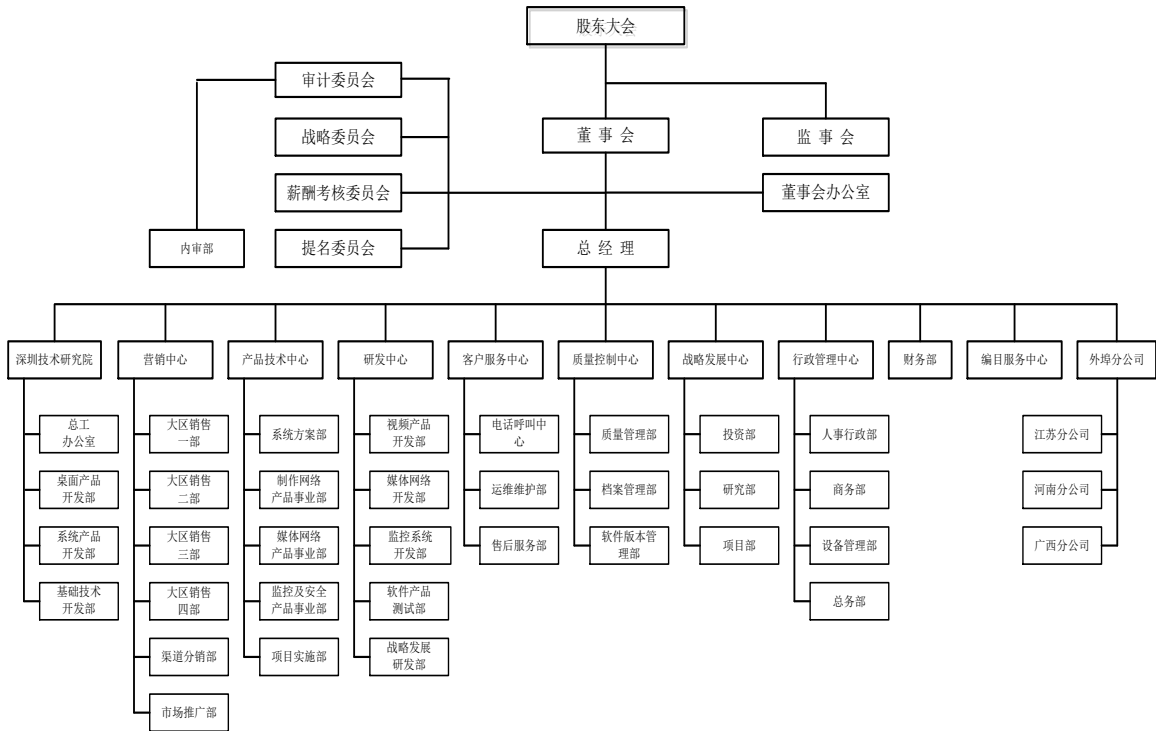 股东大会
审计委员会
战略委员会
董 事 会
监 事 会
薪酬考核委员会
董事会办公室
内审部
提名委员会
总 经 理
深圳技术研究院
营销中心
产品技术中心
研发中心
客户服务中心
质量控制中心
战略发展中心
行政管理中心
财务部
编目服务中心
外埠分公司
总工
办公室
桌面产品
开发部
系统产品
开发部
基础技术
开发部
大区销售
一部
大区销售
二部
大区销售
三部
大区销售
四部
渠道分销部
市场推广部
系统方案部
制作网络
产品事业部
媒体网络
产品事业部
监控及安全
产品事业部
项目实施部
视频产品
开发部
媒体网络
开发部
监控系统
开发部
软件产品
测试部
战略发展
研发部
电话呼叫中
心
运维维护部
售后服务部
质量管理部
档案管理部
软件版本管
理部
投资部
研究部
项目部
人事行政部
商务部
设备管理部
总务部
江苏分公司
河南分公司
广西分公司